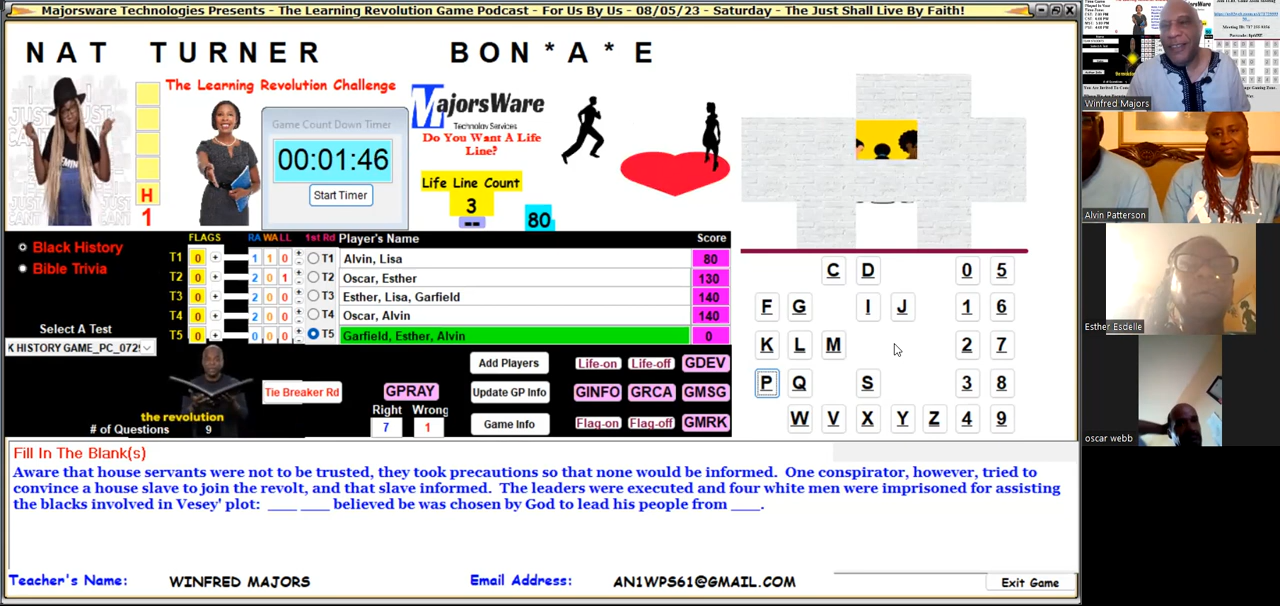 Majorsware Technologies Presents - The Learning Revolution Game Podcast - For Us By Us - 08/05/23 - Saturday - The Just Shall Live By Faith!
NAT TURNER BON*A*E
The Learning Revolution Challenge
Game Count Down Timer
00:01:46
Start Timer
MajorsWare
Technology Services
Do You Want A Life
Line?
Life Line Count
3
--
80
H
1
Black History
Bible Trivia
Select A Test
K HISTORY GAME_PC_072
the revolution
# of Questions 9
FLAGS RA WA LL 1st Rd Player's Name Score
T1 0 + 1 1 0 T1 Alvin, Lisa 80
T2 0 + 2 0 1 T2 Oscar, Esther 130
T3 0 + 2 0 0 T3 Esther, Lisa, Garfield 140
T4 0 + 2 0 0 T4 Oscar, Alvin 140
T5 0 + 0 0 0 T5 Garfield, Esther, Alvin 0
Tie Breaker Rd
GPRAY
Right Wrong
7 1
Add Players Life-on Life-off GDEV
Update GP Info GINFO GRCA GMSG
Game Info Flag-on Flag-off GMRK
C D 0 5
F G I J 1 6
K L M 2 7
P Q S 3 8
W V X Y Z 4 9
Fill In The Blank(s)
Aware that house servants were not to be trusted, they took precautions so that none would be informed. One conspirator, however, tried to
convince a house slave to join the revolt, and that slave informed. The leaders were executed and four white men were imprisoned for assisting
the blacks involved in Vesey' plot: ____ ____ believed be was chosen by God to lead his people from ____.
Teacher's Name: WINFRED MAJORS Email Address: AN1WPS61@GMAIL.COM Exit Game
Winfred Majors
Alvin Patterson
Esther Esdelle
oscar webb